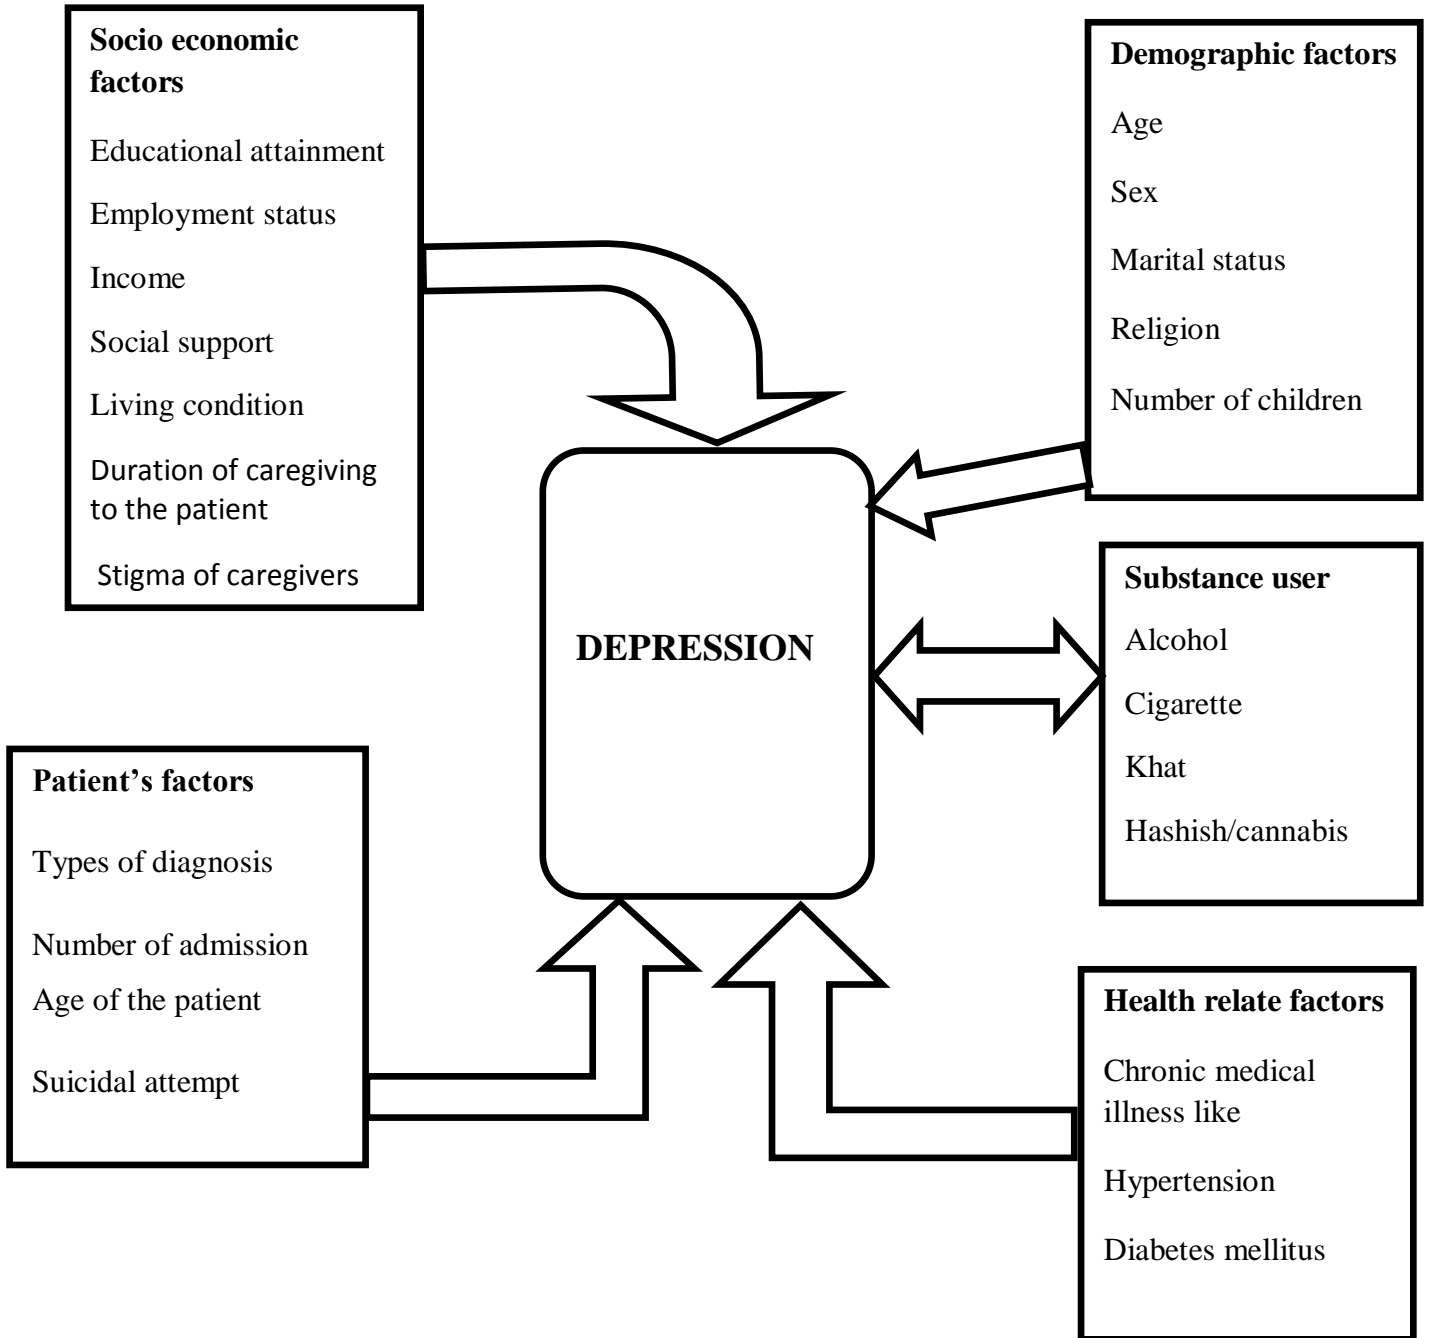 Socio economic
factors
Educational attainment
Employment status
Income
Social support
Living condition
Duration of caregiving
to the patient
Stigma of caregivers
Demographic factors
Age
Sex
Marital status
Religion
Number of children
DEPRESSION
Substance user
Alcohol
Cigarette
Khat
Hashish/cannabis
Patient’s factors
Types of diagnosis
Number of admission
Age of the patient
Suicidal attempt
Health relate factors
Chronic medical
illness like
Hypertension
Diabetes mellitus